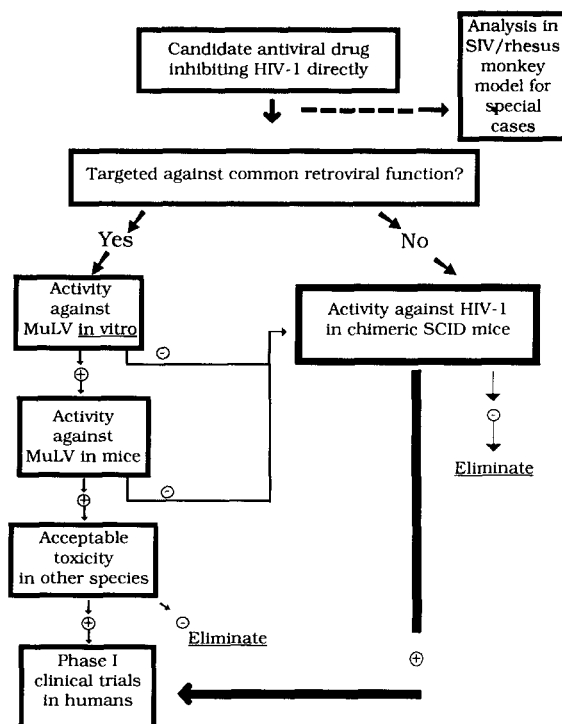 Candidate antiviral drug
inhibiting HIV-1 directly
Analysis in
SIV/rhesus
monkey
model for
special
cases
Targeted against common retroviral function?
Yes
No
Activity
against
MuLV in vitro
⊖
⊕
Activity against HIV-1
in chimeric SCID mice
Activity
against
MuLV in mice
⊖
⊕
⊖
Eliminate
Acceptable
toxicity
in other species
⊕
⊖
Eliminate
Phase I
clinical trials
in humans
⊕